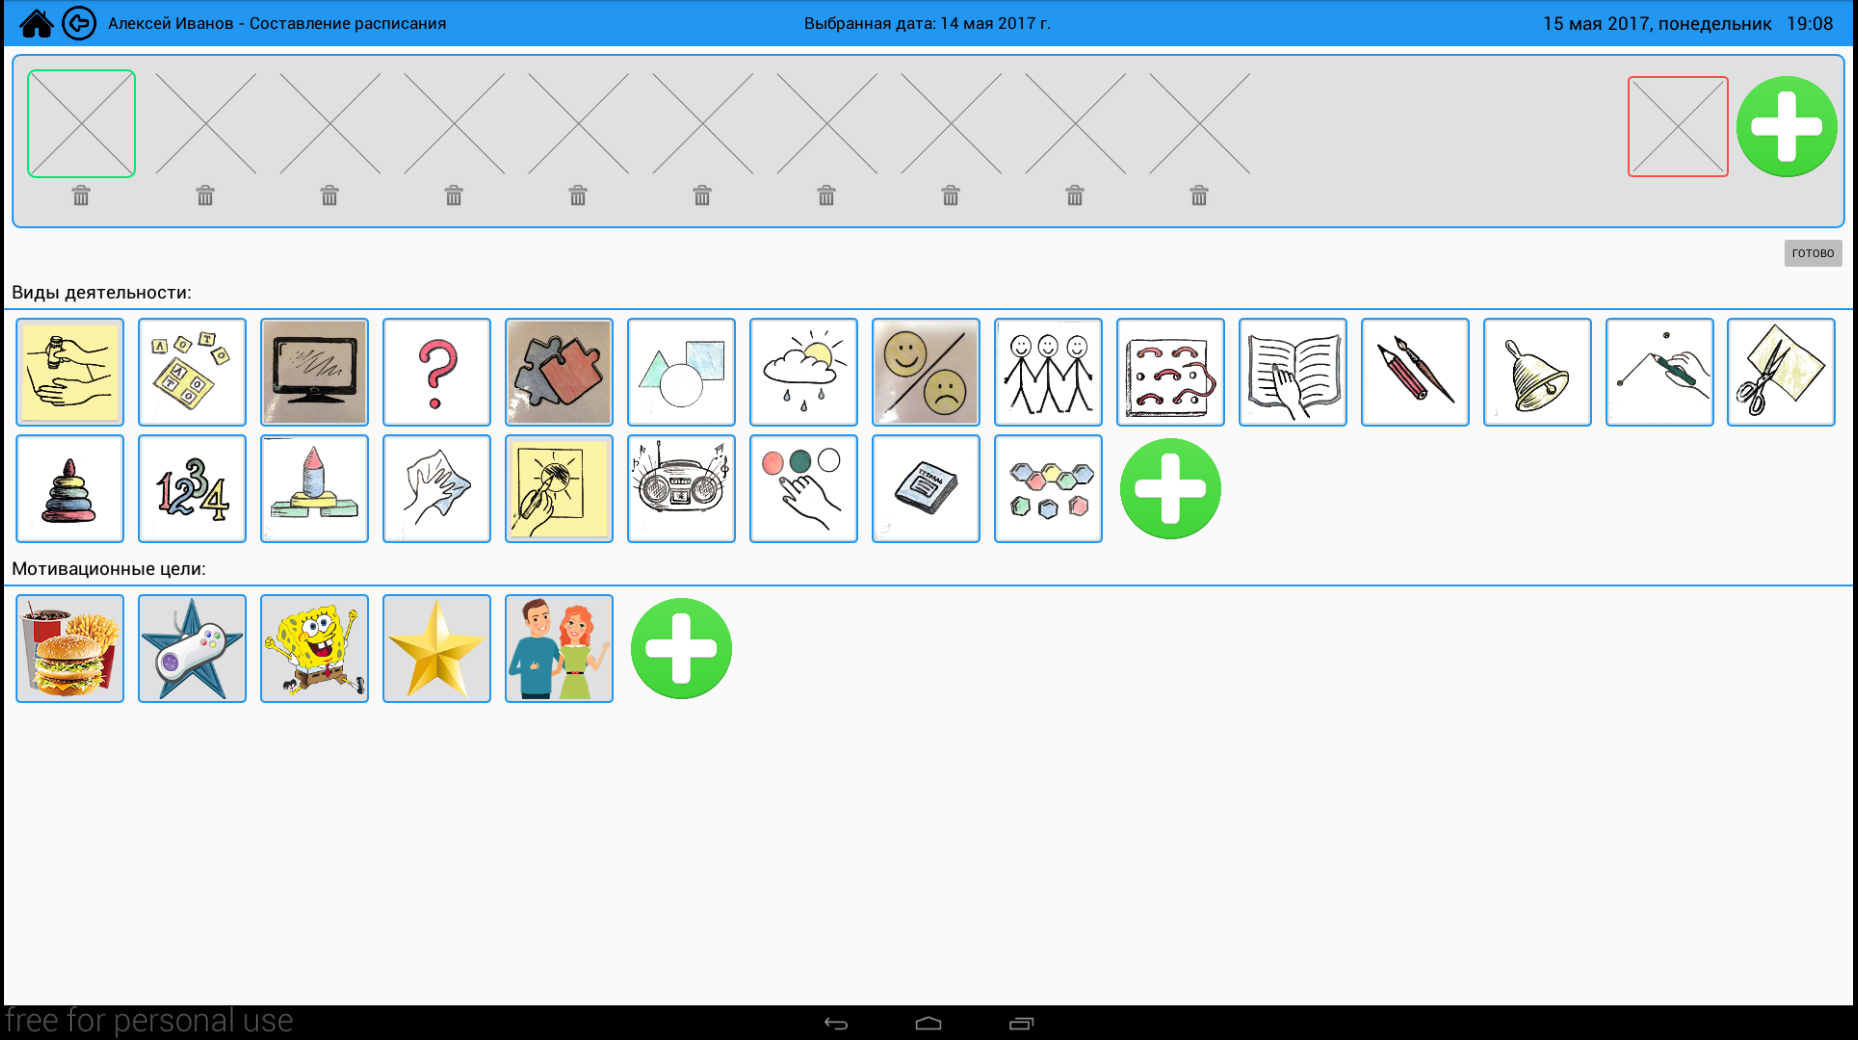 Алексей Иванов - Составление расписания
Выбранная дата: 14 мая 2017 г.
15 мая 2017, понедельник 19:08
готово
Виды деятельности:
1234
Мотивационные цели:
free for personal use